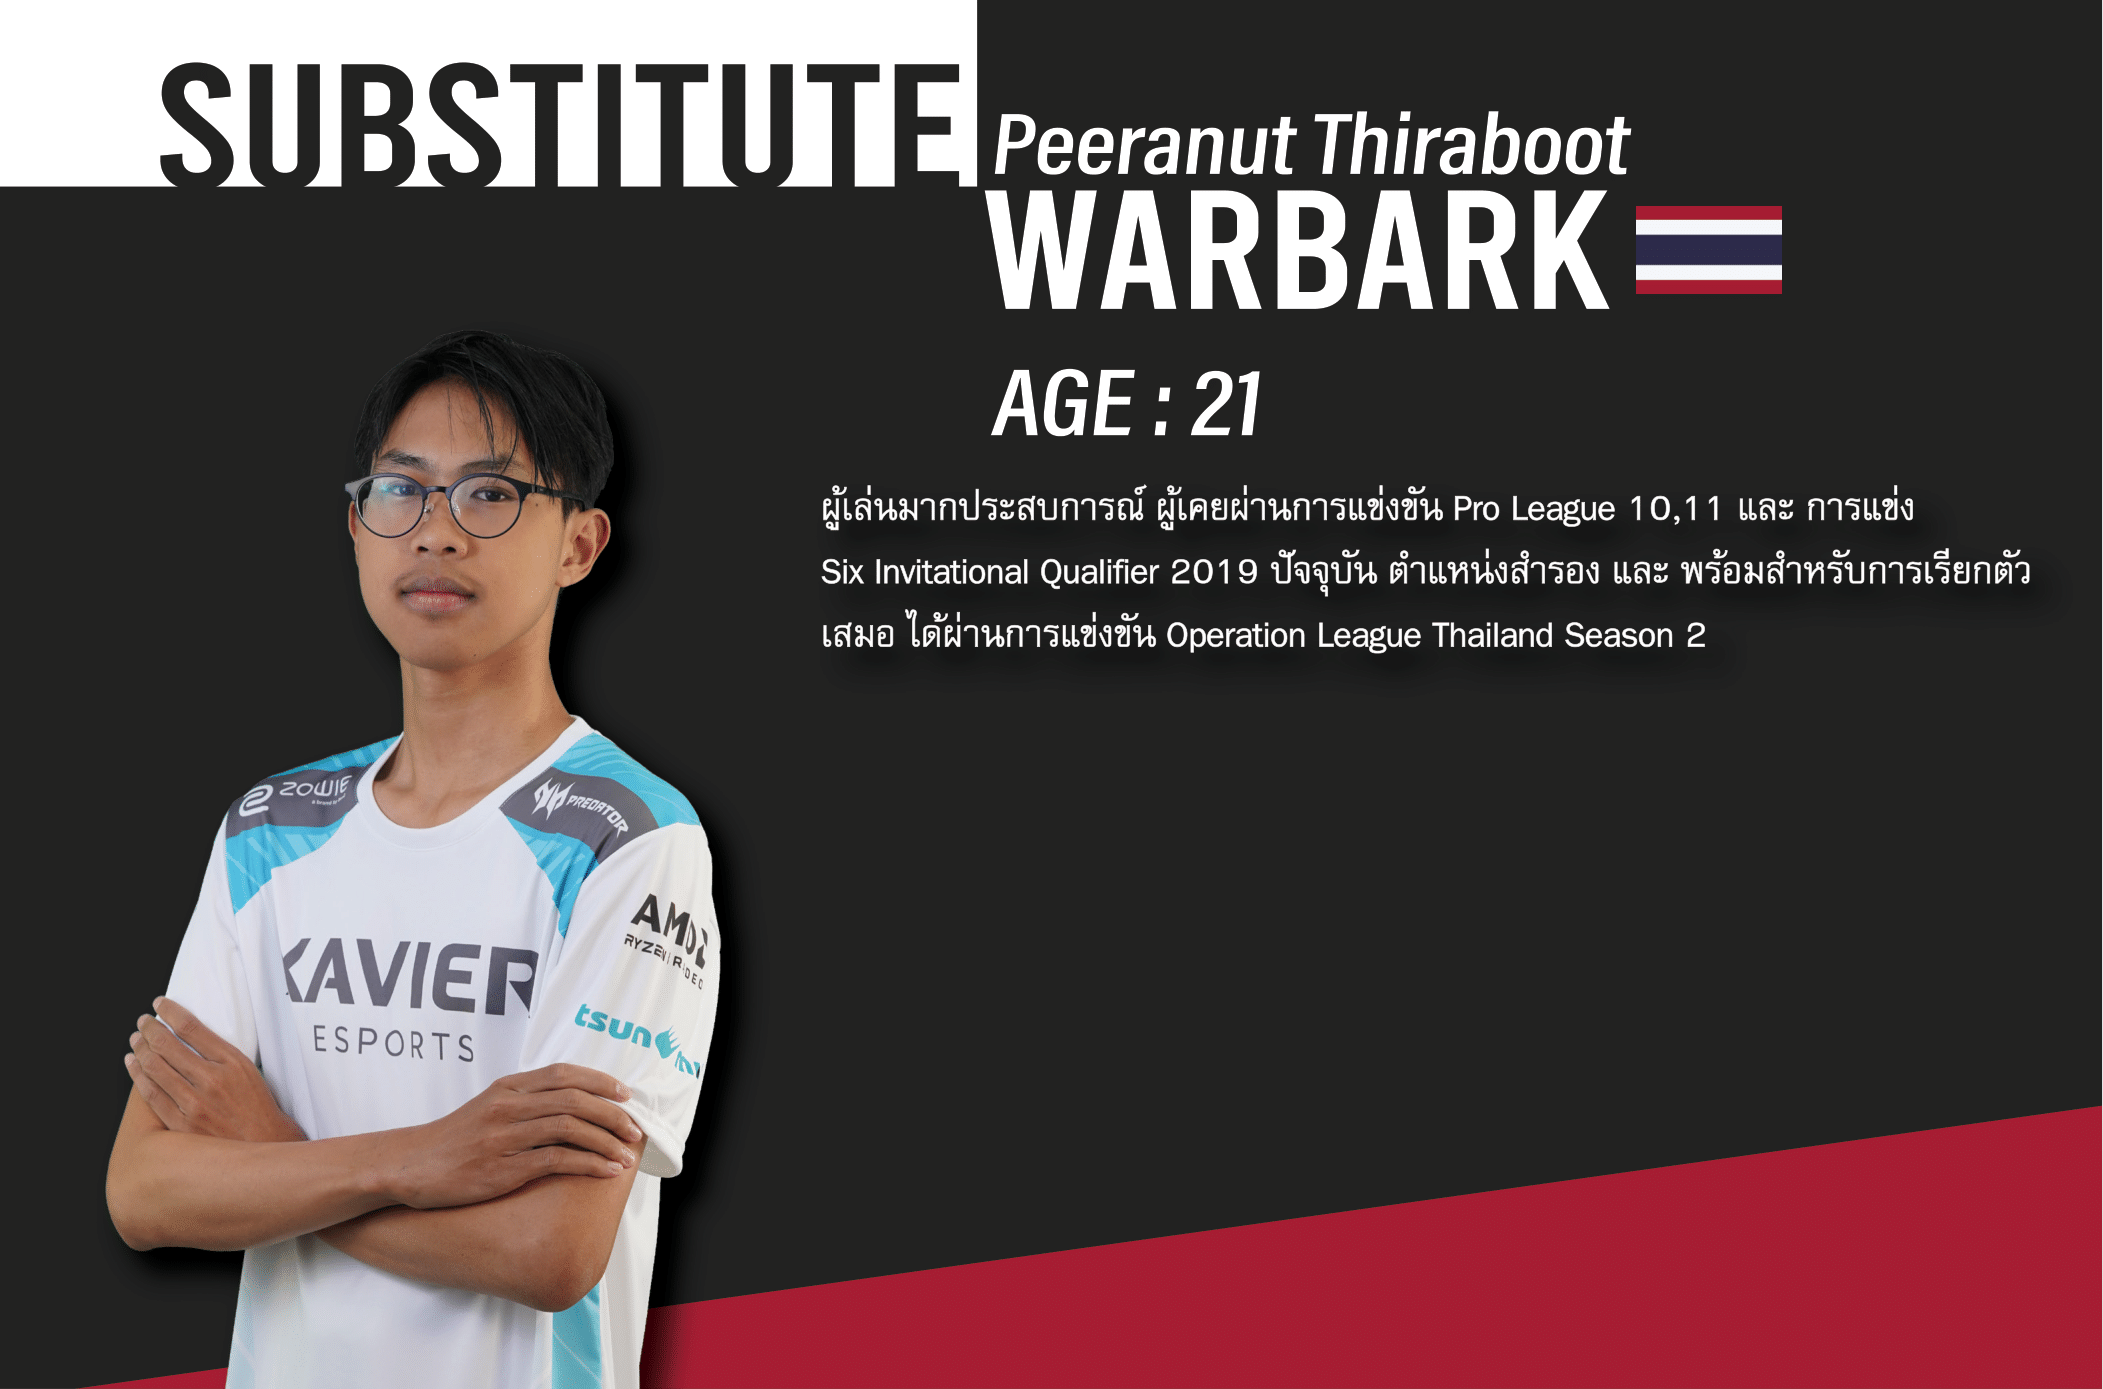 SUBSTITUTE
Peeranut Thiraboot
WARBARK
AGE : 21
ผู้เล่นมากประสบการณ์ ผู้เคยผ่านการแข่งขัน Pro League 10,11 และ การแข่ง
Six Invitational Qualifier 2019 ปัจจุบัน ตำแหน่งสำรอง และ พร้อมสำหรับการเรียกตัว
เสมอ ได้ผ่านการแข่งขัน Operation League Thailand Season 2
ZOWIE
PREDATOR
AMD
RYZEN
XAVIER
ESPORTS
tsun